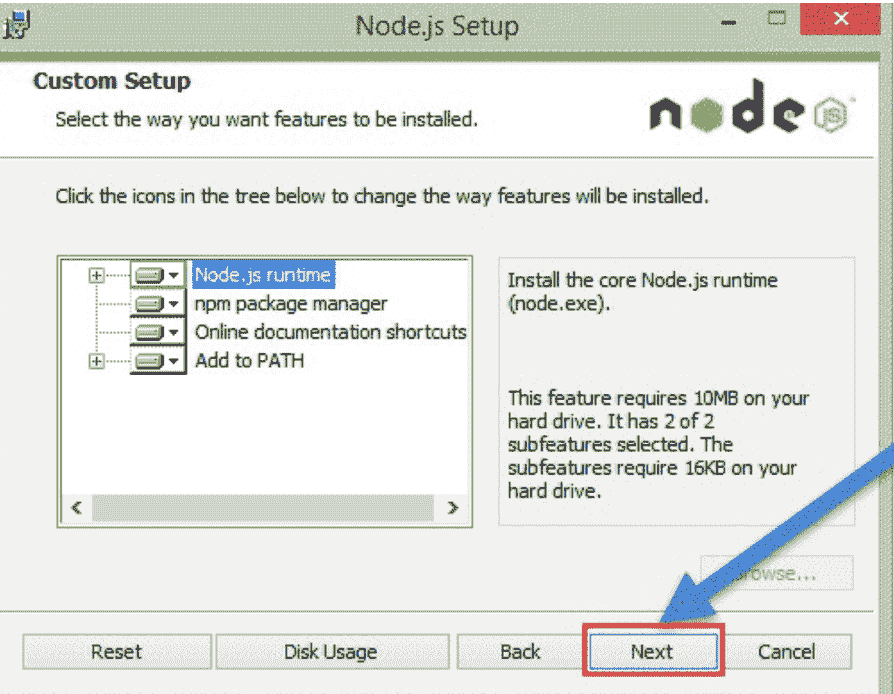 Node.js Setup
Custom Setup
Select the way you want features to be installed.
node JS
Click the icons in the tree below to change the way features will be installed.
Node.js runtime
npm package manager
Online documentation shortcuts
Add to PATH
Install the core Node.js runtime
(node.exe).
This feature requires 10MB on your
hard drive. It has 2 of 2
subfeatures selected. The
subfeatures require 16KB on your
hard drive.
Browse...
Reset
Disk Usage
Back
Next
Cancel